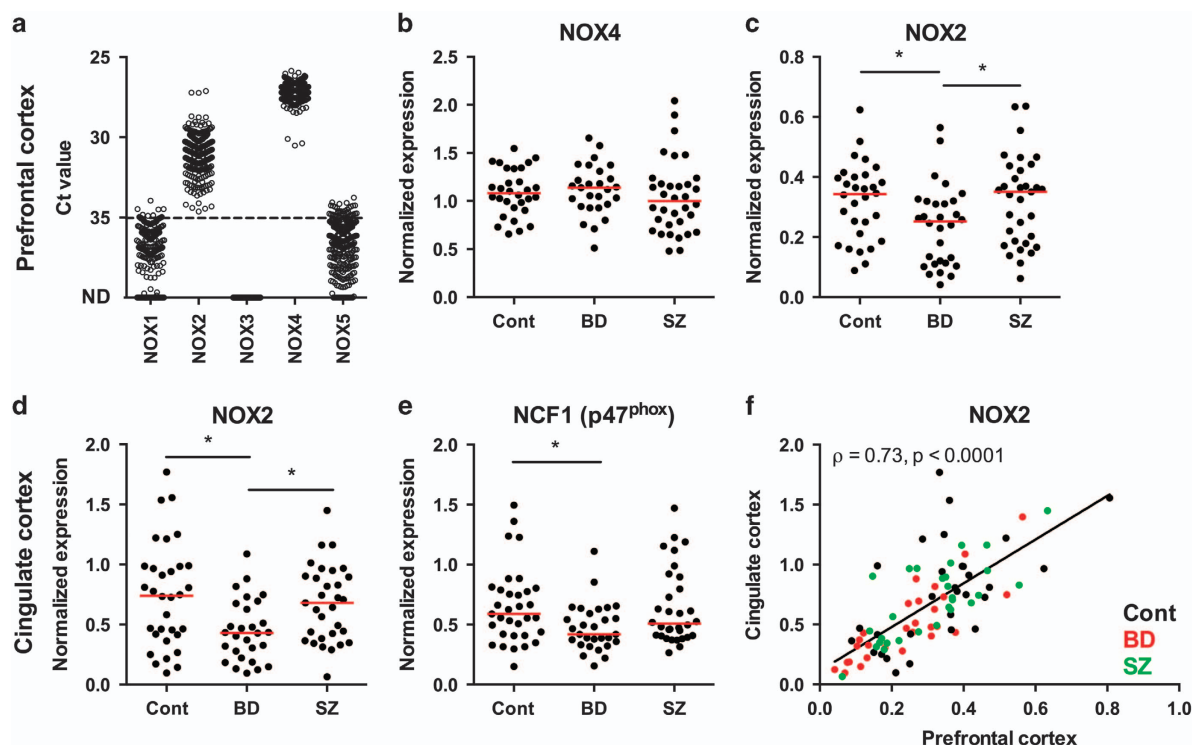 a
Prefrontal cortex
Ct value
25
30
35
ND
NOX1
NOX2
NOX3
NOX4
NOX5
b
NOX4
Normalized expression
2.5
2.0
1.5
1.0
0.5
0.0
Cont BD SZ
c
NOX2
Normalized expression
0.8
0.6
0.4
0.2
0.0
* *
Cont BD SZ
d
NOX2
Cingulate cortex
Normalized expression
2.0
1.5
1.0
0.5
0.0
* *
Cont BD SZ
e
NCF1 (p47phox)
Normalized expression
2.0
1.5
1.0
0.5
0.0
*
Cont BD SZ
f
NOX2
ρ = 0.73, p < 0.0001
Cingulate cortex
2.0
1.5
1.0
0.5
0.0
Cont
BD
SZ
0.0 0.2 0.4 0.6 0.8 1.0
Prefrontal cortex